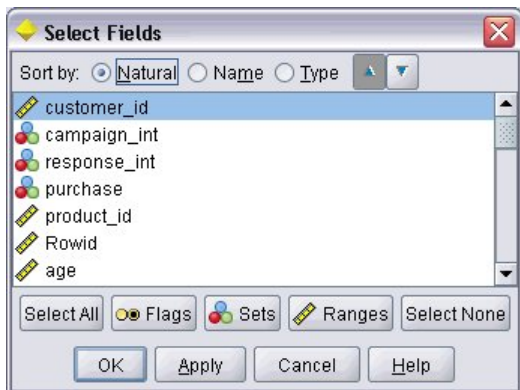 Select Fields
Sort by: Natural Name Type
customer_id
campaign_int
response_int
purchase
product_id
Rowid
age
Select All Flags Sets Ranges Select None
OK Apply Cancel Help